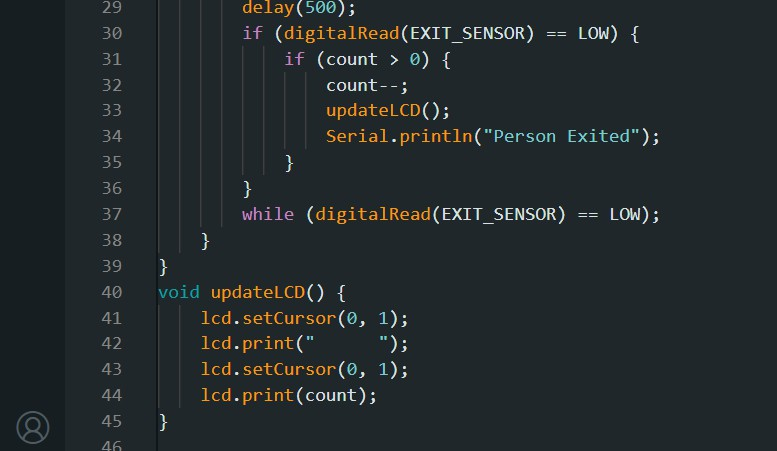 29 delay(500);
30 if (digitalRead(EXIT_SENSOR) == LOW) {
31 if (count > 0) {
32 count--;
33 updateLCD();
34 Serial.println("Person Exited");
35 }
36 }
37 while (digitalRead(EXIT_SENSOR) == LOW);
38 }
39 }
40 void updateLCD() {
41 lcd.setCursor(0, 1);
42 lcd.print("      ");
43 lcd.setCursor(0, 1);
44 lcd.print(count);
45 }
46